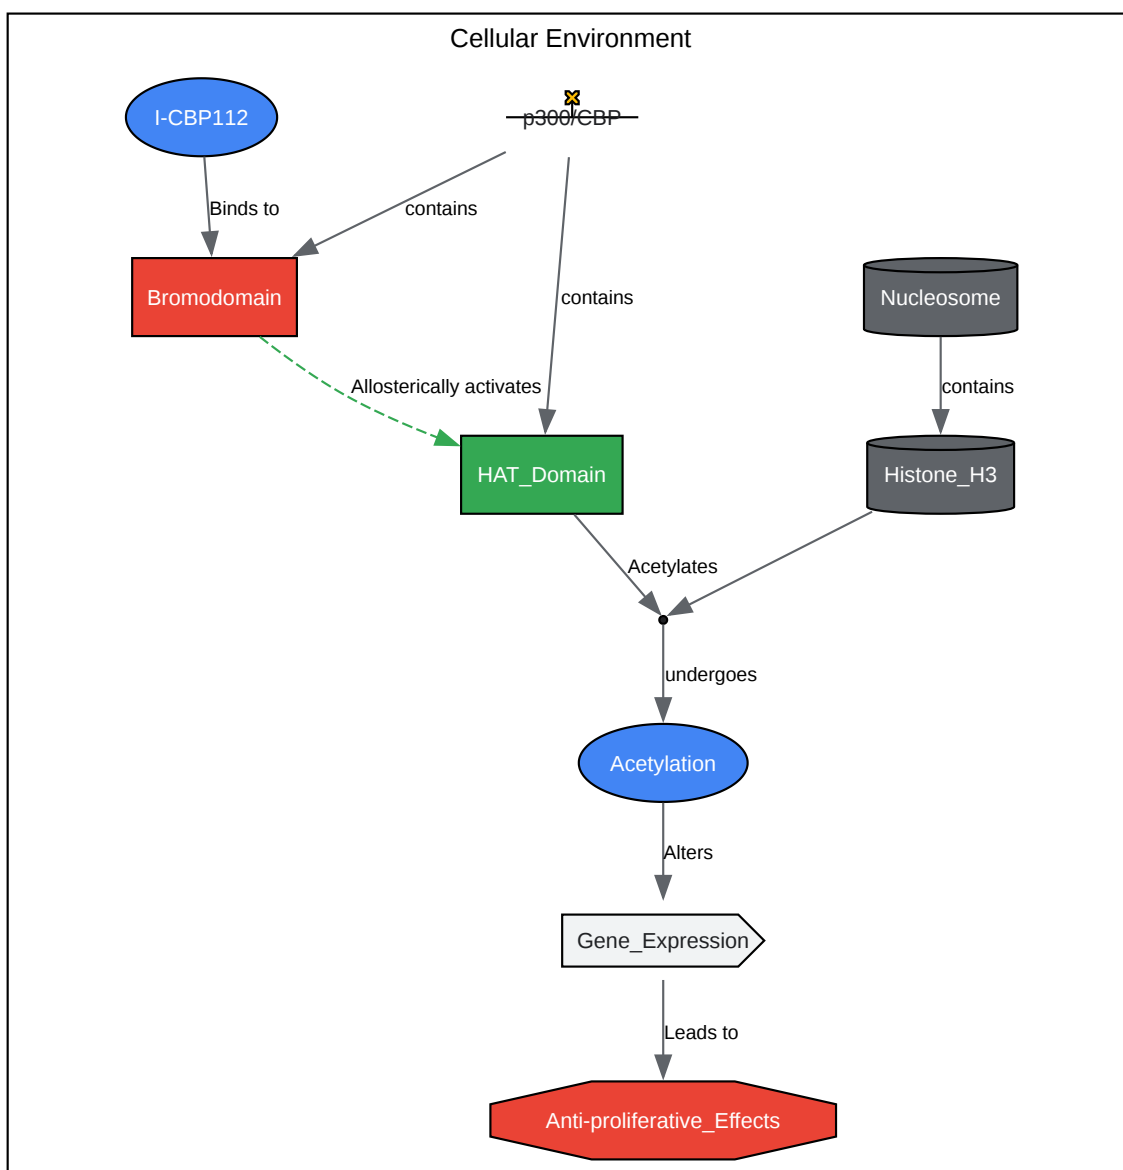 Cellular Environment
I-CBP112
p300/CBP
Binds to
contains
Bromodomain
contains
Nucleosome
Allosterically activates
contains
HAT_Domain
Histone_H3
Acetylates
undergoes
Acetylation
Alters
Gene_Expression
Leads to
Anti-proliferative_Effects